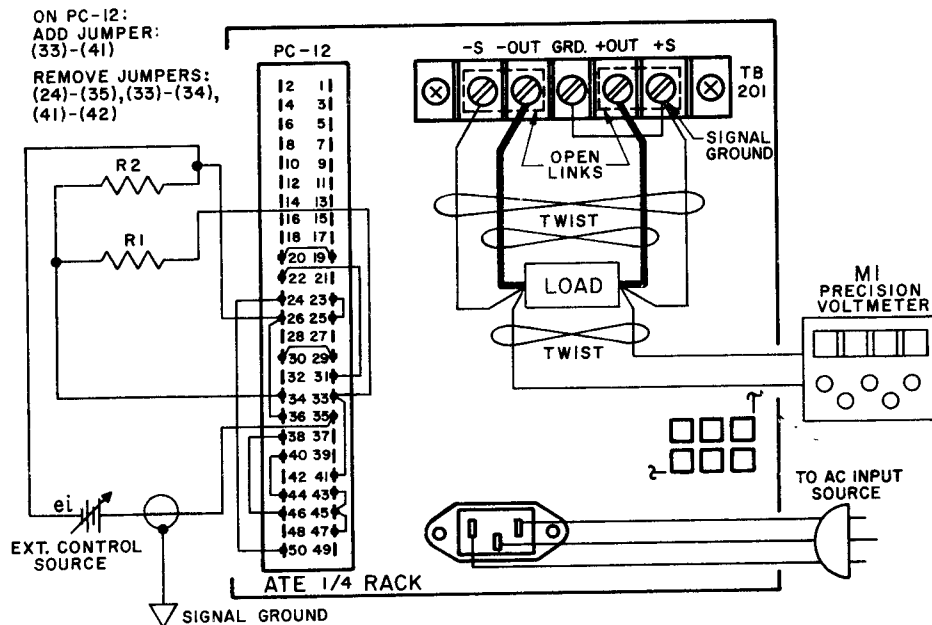 ON PC-12:
ADD JUMPER:
(33)-(41)
REMOVE JUMPERS:
(24)-(35),(33)-(34),
(41)-(42)
PC-12
2 1
4 3
6 5
8 7
10 9
12 11
14 13
16 15
18 17
20 19
22 21
24 23
26 25
28 27
30 29
32 31
34 33
36 35
38 37
40 39
42 41
44 43
46 45
48 47
50 49
R2
R1
ei
EXT. CONTROL
SOURCE
SIGNAL GROUND
ATE 1/4 RACK
-S -OUT GRD. +OUT +S
TB
201
OPEN
LINKS
SIGNAL
GROUND
TWIST
LOAD
TWIST
M1
PRECISION
VOLTMETER
TO AC INPUT
SOURCE